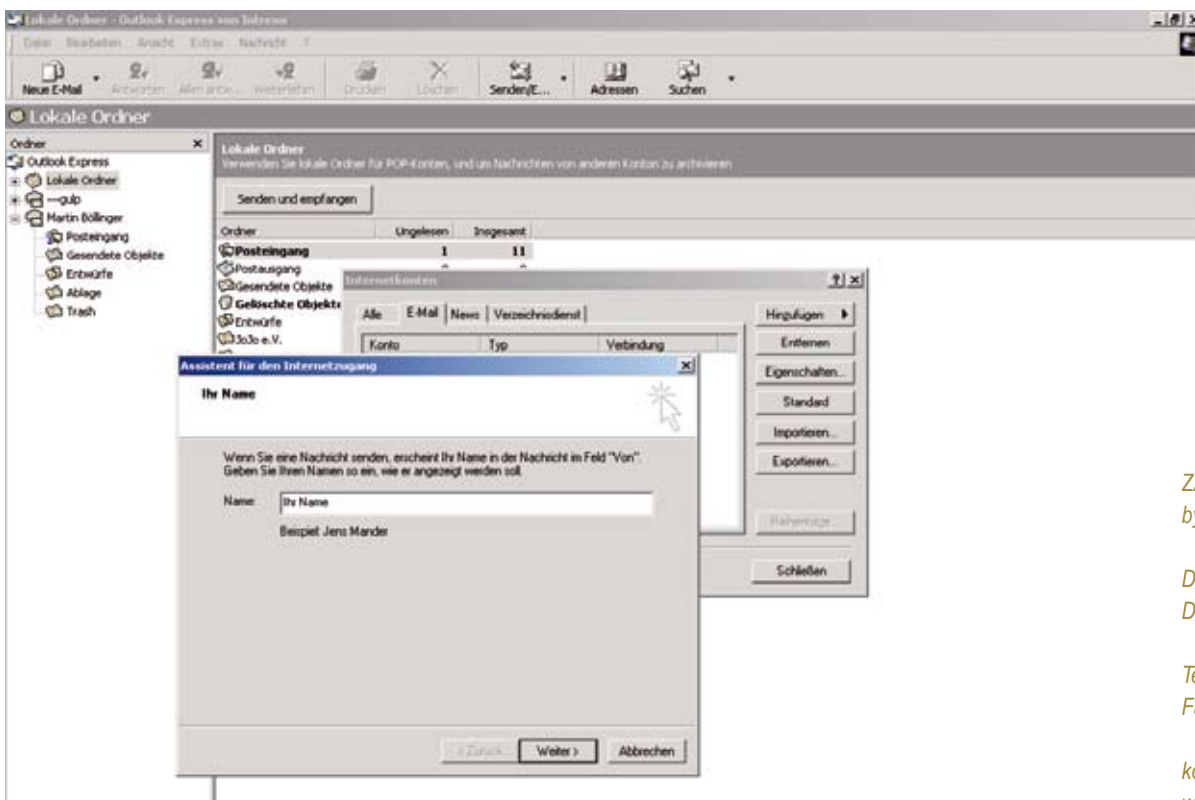 Lokale Ordner - Outlook Express von Intress
Datei Bearbeiten Ansicht Extras Nachricht ?
Neue E-Mail Antworten Allen antw... Weiterleiten Drucken Löschen Senden/E... Adressen Suchen
Lokale Ordner
Ordner
Outlook Express
Lokale Ordner
---gulp
Martin Böllinger
Posteingang
Gesendete Objekte
Entwürfe
Ablage
Trash
Lokale Ordner
Verwenden Sie lokale Ordner für POP-Konten, und um Nachrichten von anderen Konten zu archivieren
Senden und empfangen
Ordner Ungelesen Insgesamt
Posteingang 1 11
Postausgang
Gesendete Objekte
Gelöschte Objekte
Entwürfe
JoJo e.V.
Internetkonten
Alle E-Mail News Verzeichnisdienst
Konto Typ Verbindung
Hinzufügen
Entfernen
Eigenschaften...
Standard
Importieren...
Exportieren...
Reihenfolge...
Schließen
Assistent für den Internetzugang
Ihr Name
Wenn Sie eine Nachricht senden, erscheint Ihr Name in der Nachricht im Feld "Von".
Geben Sie Ihren Namen so ein, wie er angezeigt werden soll.
Name: Ihr Name
Beispiel: Jens Mander
< Zurück Weiter > Abbrechen